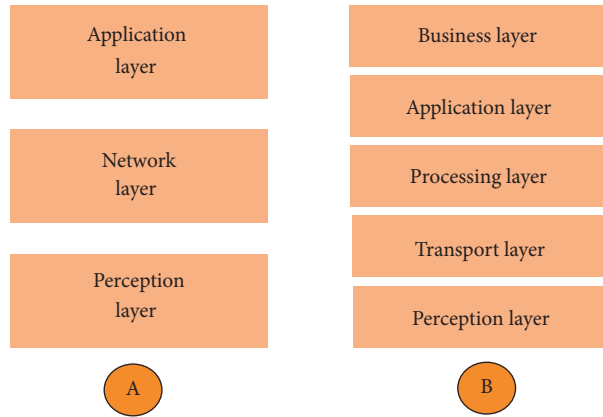 Application
layer
Network
layer
Perception
layer
A
Business layer
Application layer
Processing layer
Transport layer
Perception layer
B